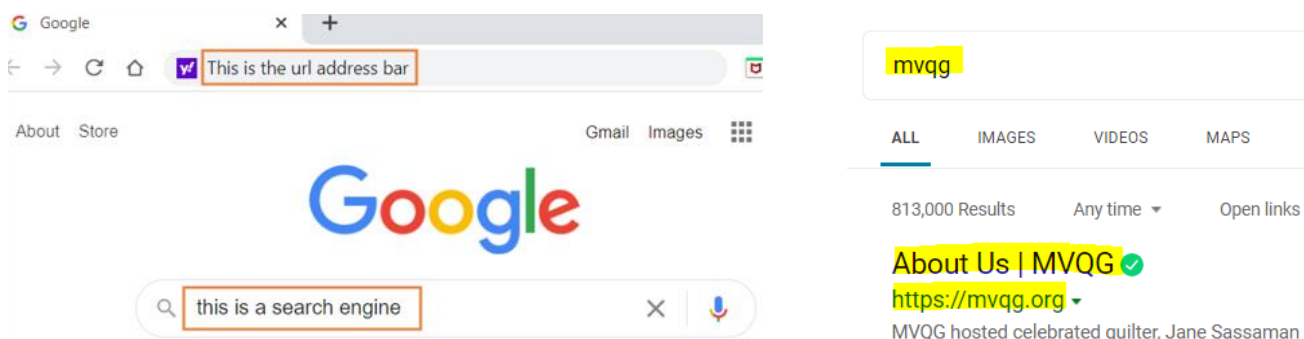 Google
This is the url address bar
About Store
Gmail Images
Google
this is a search engine
mvqg
ALL IMAGES VIDEOS MAPS
813,000 Results Any time Open links
About Us | MVQG
https://mvqg.org
MVQG hosted celebrated quilter, Jane Sassaman